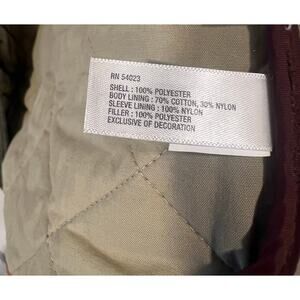 RN 54023
SHELL : 100% POLYESTER
BODY LINING : 70% COTTON, 30% NYLON
SLEEVE LINING : 100% NYLON
FILLER : 100% POLYESTER
EXCLUSIVE OF DECORATION